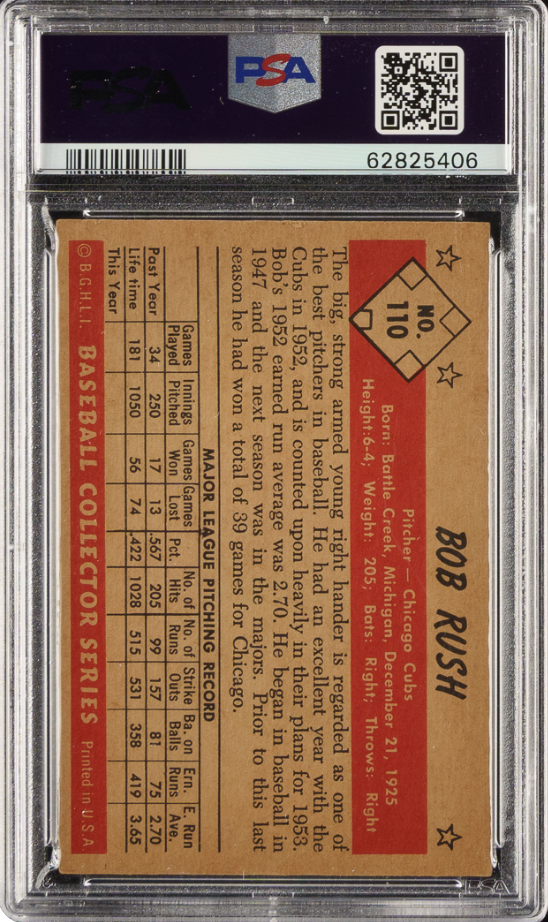 PSA
PSA
62825406
NO.
110
BOB RUSH
Pitcher — Chicago Cubs
Born: Battle Creek, Michigan, December 21, 1925
Height:6-4; Weight: 205; Bats: Right; Throws: Right
The big, strong armed young right hander is regarded as one of
the best pitchers in baseball. He had an excellent year with the
Cubs in 1952, and is counted upon heavily in their plans for 1953.
Bob's 1952 earned run average was 2.70. He began in baseball in
1947 and the next season was in the majors. Prior to this last
season he had won a total of 39 games for Chicago.
MAJOR LEAGUE PITCHING RECORD
Games Innings Games Games No. of No. of Strike Ba. on Ern. E. Run
Played Pitched Won Lost Pct. Hits Runs Outs Balls Runs Ave.
Past Year 34 250 17 13 .567 205 99 157 81 75 2.70
Life time 181 1050 56 74 .422 1028 515 531 358 419 3.65
This Year
© B.G.H.L.I. BASEBALL COLLECTOR SERIES Printed in U.S.A
PSA